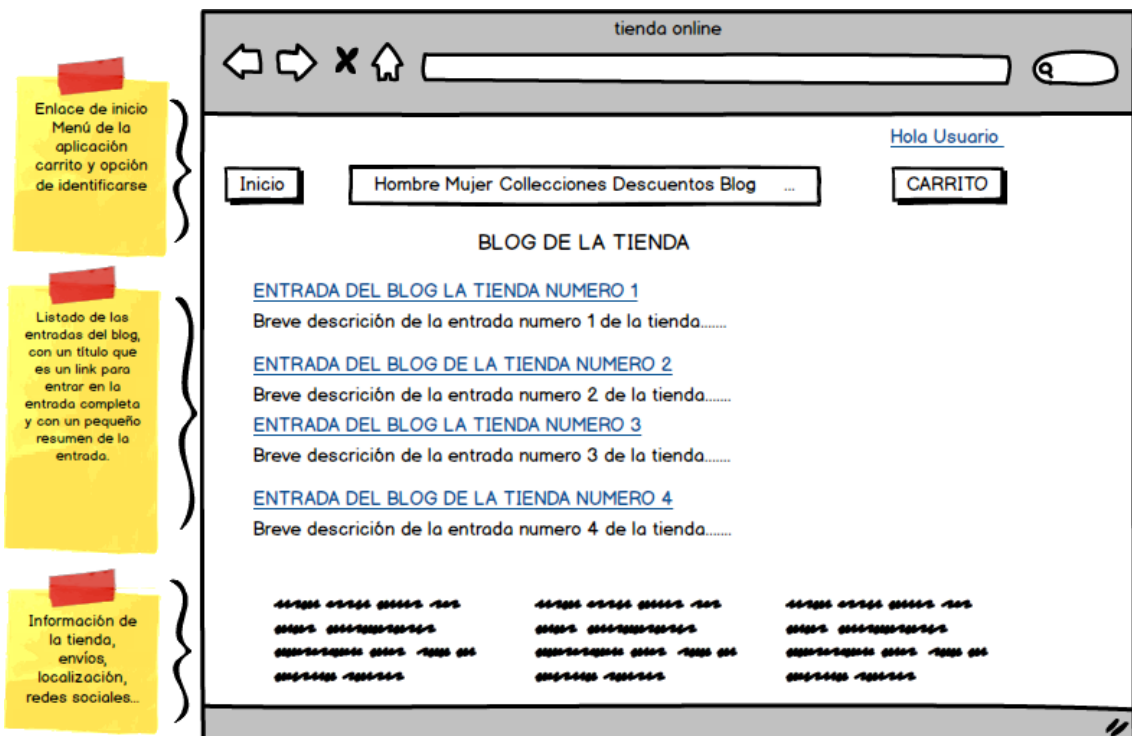 tienda online
Enlace de inicio
Menú de la
aplicación
carrito y opción
de identificarse
Hola Usuario
Inicio
Hombre Mujer Collecciones Descuentos Blog ...
CARRITO
BLOG DE LA TIENDA
Listado de las
entradas del blog,
con un título que
es un link para
entrar en la
entrada completa
y con un pequeño
resumen de la
entrada.
ENTRADA DEL BLOG LA TIENDA NUMERO 1
Breve descrición de la entrada numero 1 de la tienda.......
ENTRADA DEL BLOG DE LA TIENDA NUMERO 2
Breve descrición de la entrada numero 2 de la tienda.......
ENTRADA DEL BLOG LA TIENDA NUMERO 3
Breve descrición de la entrada numero 3 de la tienda.......
ENTRADA DEL BLOG DE LA TIENDA NUMERO 4
Breve descrición de la entrada numero 4 de la tienda.......
Información de
la tienda,
envíos,
localización,
redes sociales...